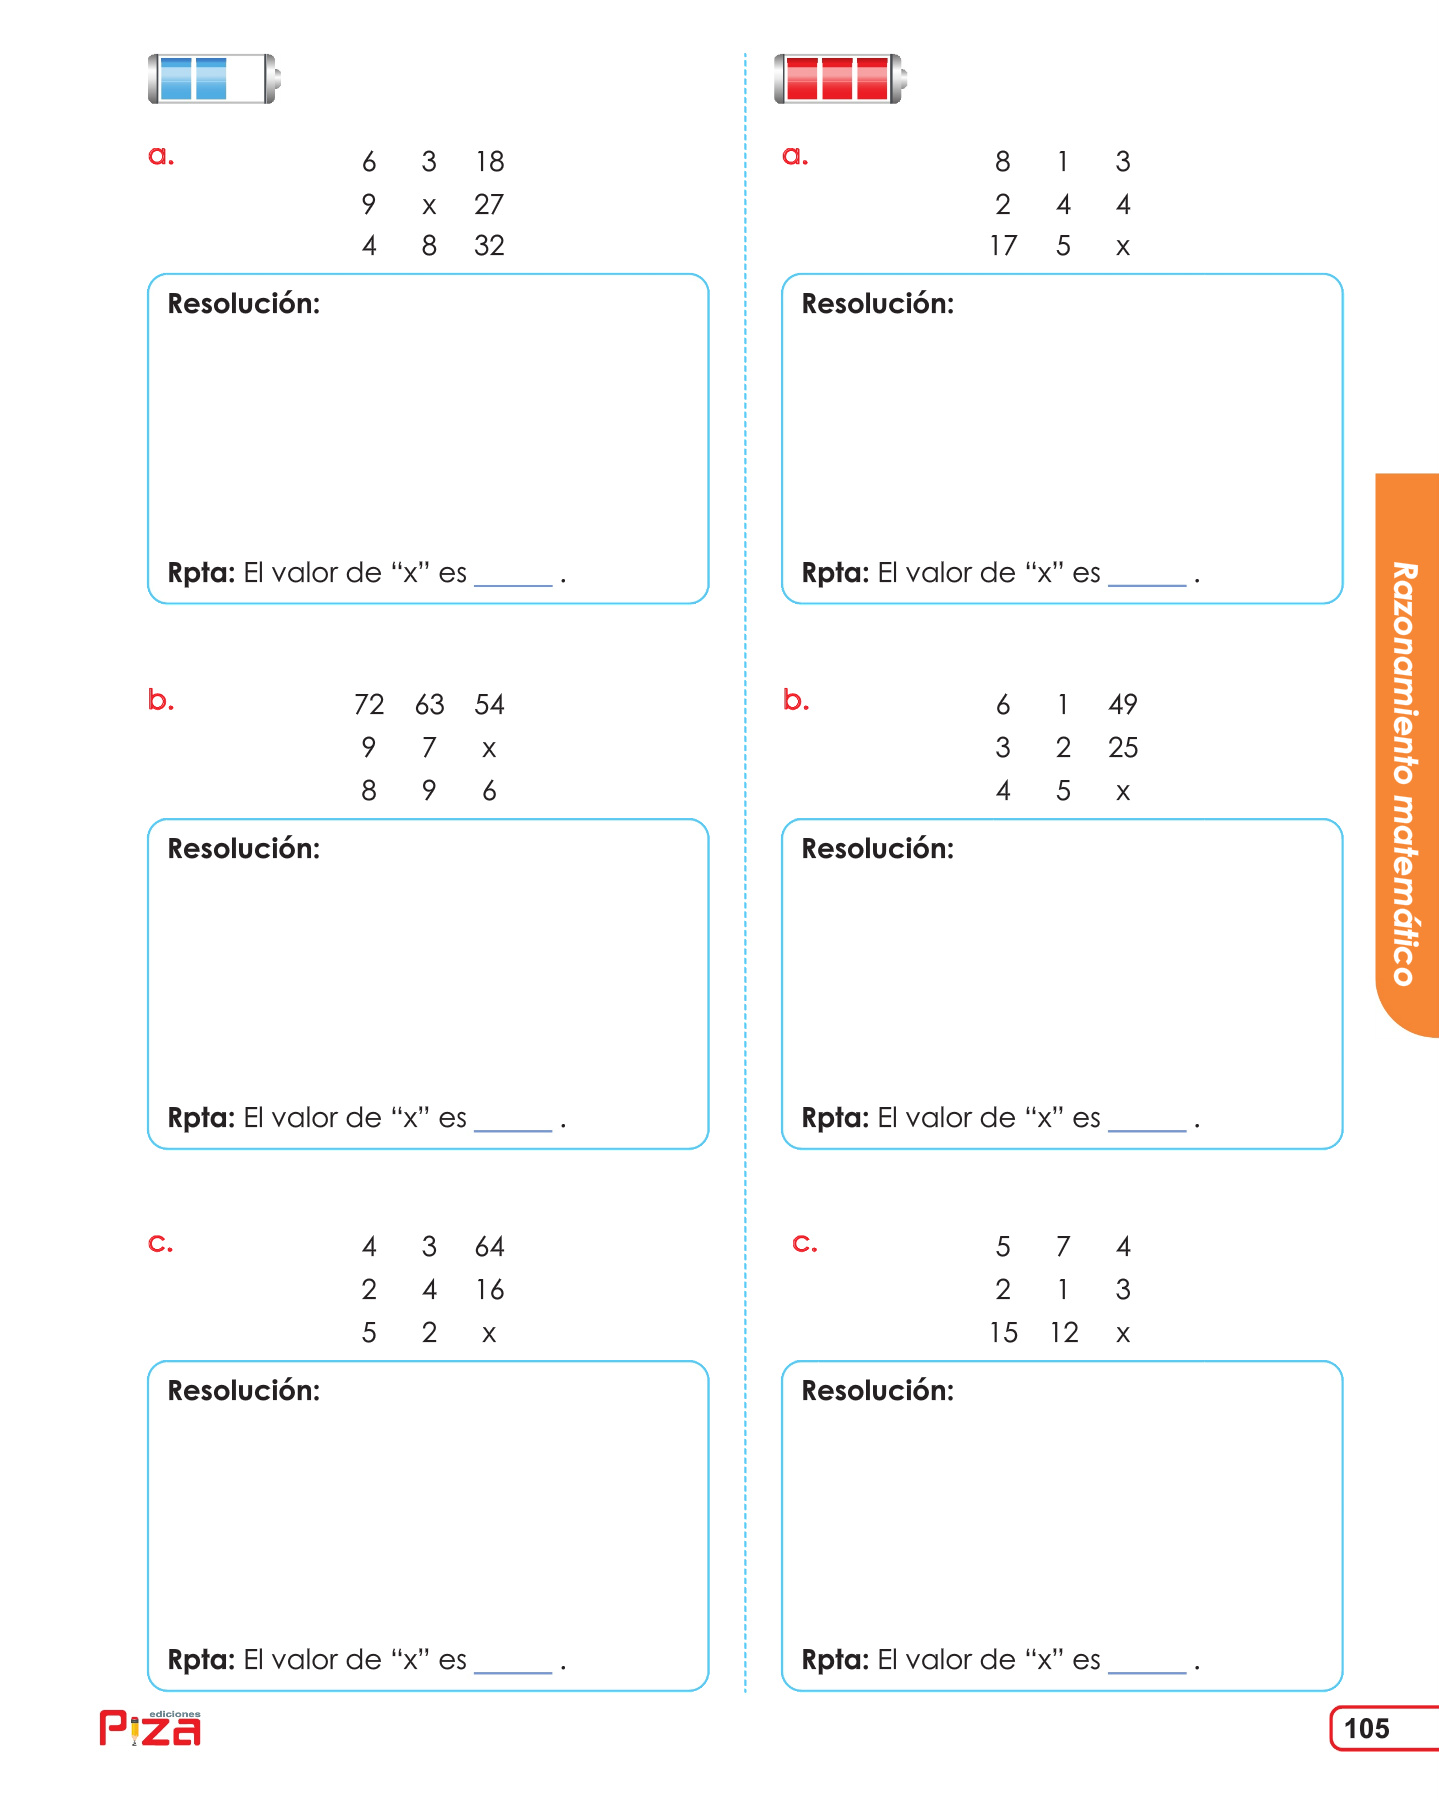 a.
6 3 18
9 x 27
4 8 32
Resolución:
Rpta: El valor de “x” es ______ .
b.
72 63 54
9 7 x
8 9 6
Resolución:
Rpta: El valor de “x” es ______ .
c.
4 3 64
2 4 16
5 2 x
Resolución:
Rpta: El valor de “x” es ______ .
a.
8 1 3
2 4 4
17 5 x
Resolución:
Rpta: El valor de “x” es ______ .
b.
6 1 49
3 2 25
4 5 x
Resolución:
Rpta: El valor de “x” es ______ .
c.
5 7 4
2 1 3
15 12 x
Resolución:
Rpta: El valor de “x” es ______ .
Razonamiento matemático
ediciones
Piza
105